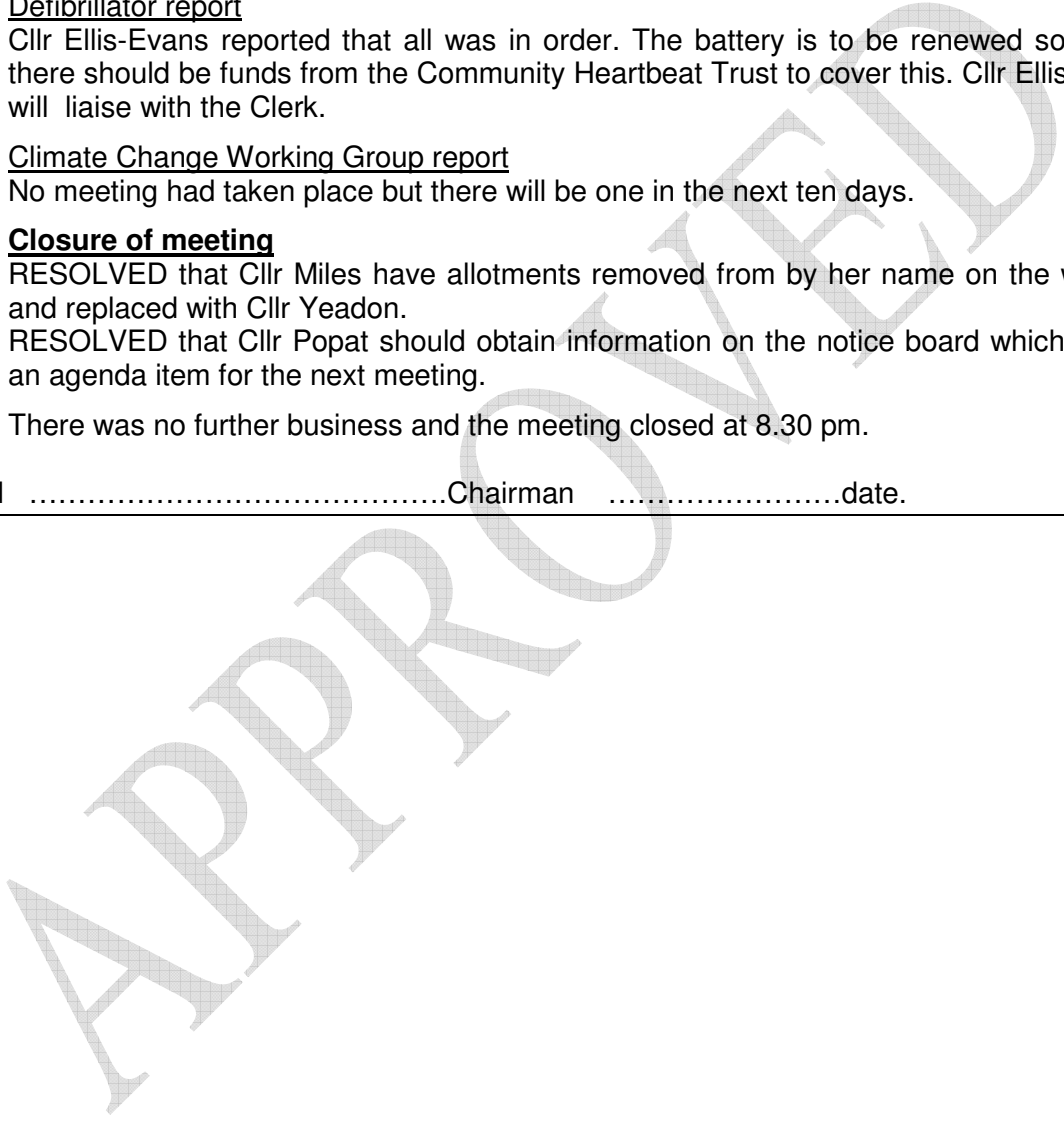 Defibrillator report
Cllr Ellis-Evans reported that all was in order. The battery is to be renewed so
there should be funds from the Community Heartbeat Trust to cover this. Cllr Ellis
will liaise with the Clerk.
Climate Change Working Group report
No meeting had taken place but there will be one in the next ten days.
Closure of meeting
RESOLVED that Cllr Miles have allotments removed from by her name on the
and replaced with Cllr Yeadon.
RESOLVED that Cllr Popat should obtain information on the notice board which
an agenda item for the next meeting.
There was no further business and the meeting closed at 8.30 pm.
…………………………………….Chairman ……………………date.
APPROVED